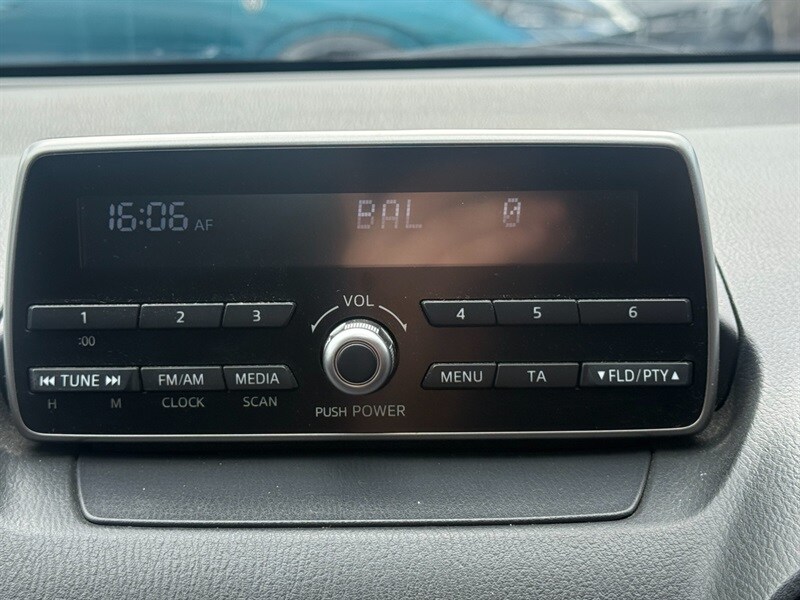 16:06 AF BAL 0
VOL
1 2 3 4 5 6
:00
⏮ TUNE ⏭ FM/AM MEDIA MENU TA ▼FLD/PTY▲
H M CLOCK SCAN
PUSH POWER